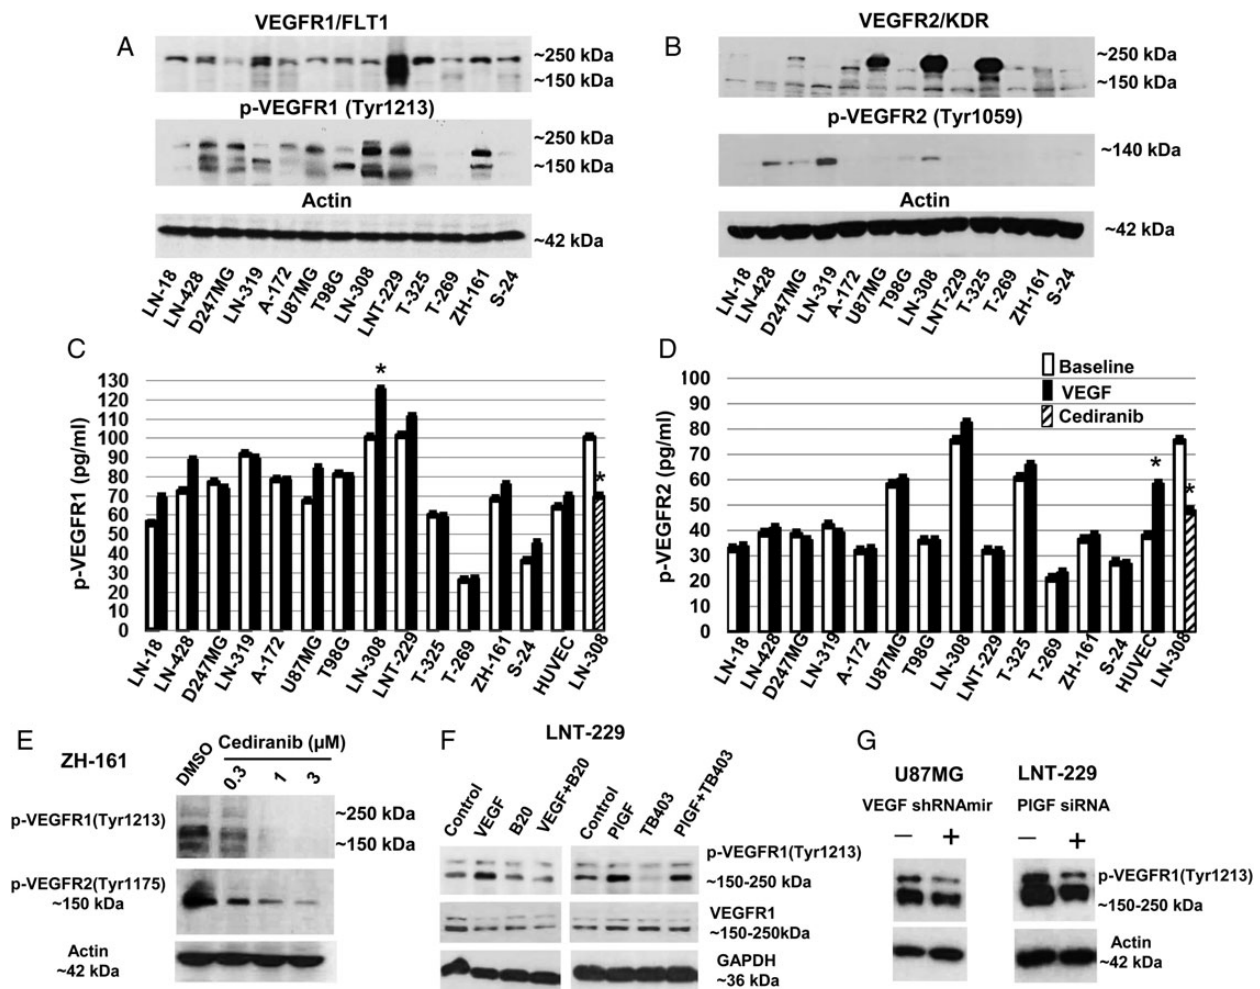 A
VEGFR1/FLT1
~250 kDa
~150 kDa
p-VEGFR1 (Tyr1213)
~250 kDa
~150 kDa
Actin
~42 kDa
LN-18
LN-428
D247MG
LN-319
A-172
U87MG
T98G
LN-308
LNT-229
T-325
T-269
ZH-161
S-24
B
VEGFR2/KDR
~250 kDa
~150 kDa
p-VEGFR2 (Tyr1059)
~140 kDa
Actin
~42 kDa
LN-18
LN-428
D247MG
LN-319
A-172
U87MG
T98G
LN-308
LNT-229
T-325
T-269
ZH-161
S-24
C
p-VEGFR1 (pg/ml)
130
120
110
100
90
80
70
60
50
40
30
20
10
0
*
*
LN-18
LN-428
D247MG
LN-319
A-172
U87MG
T98G
LN-308
LNT-229
T-325
T-269
ZH-161
S-24
HUVEC
LN-308
D
p-VEGFR2 (pg/ml)
100
90
80
70
60
50
40
30
20
10
0
Baseline
VEGF
Cediranib
*
*
LN-18
LN-428
D247MG
LN-319
A-172
U87MG
T98G
LN-308
LNT-229
T-325
T-269
ZH-161
S-24
HUVEC
LN-308
E
ZH-161
DMSO
Cediranib (µM)
0.3
1
3
p-VEGFR1(Tyr1213)
~250 kDa
~150 kDa
p-VEGFR2(Tyr1175)
~150 kDa
Actin
~42 kDa
F
LNT-229
Control
VEGF
B20
VEGF+B20
Control
PlGF
TB403
PlGF+TB403
p-VEGFR1(Tyr1213)
~150-250 kDa
VEGFR1
~150-250kDa
GAPDH
~36 kDa
G
U87MG
VEGF shRNAmir
— +
LNT-229
PlGF siRNA
— +
p-VEGFR1(Tyr1213)
~150-250 kDa
Actin
~42 kDa